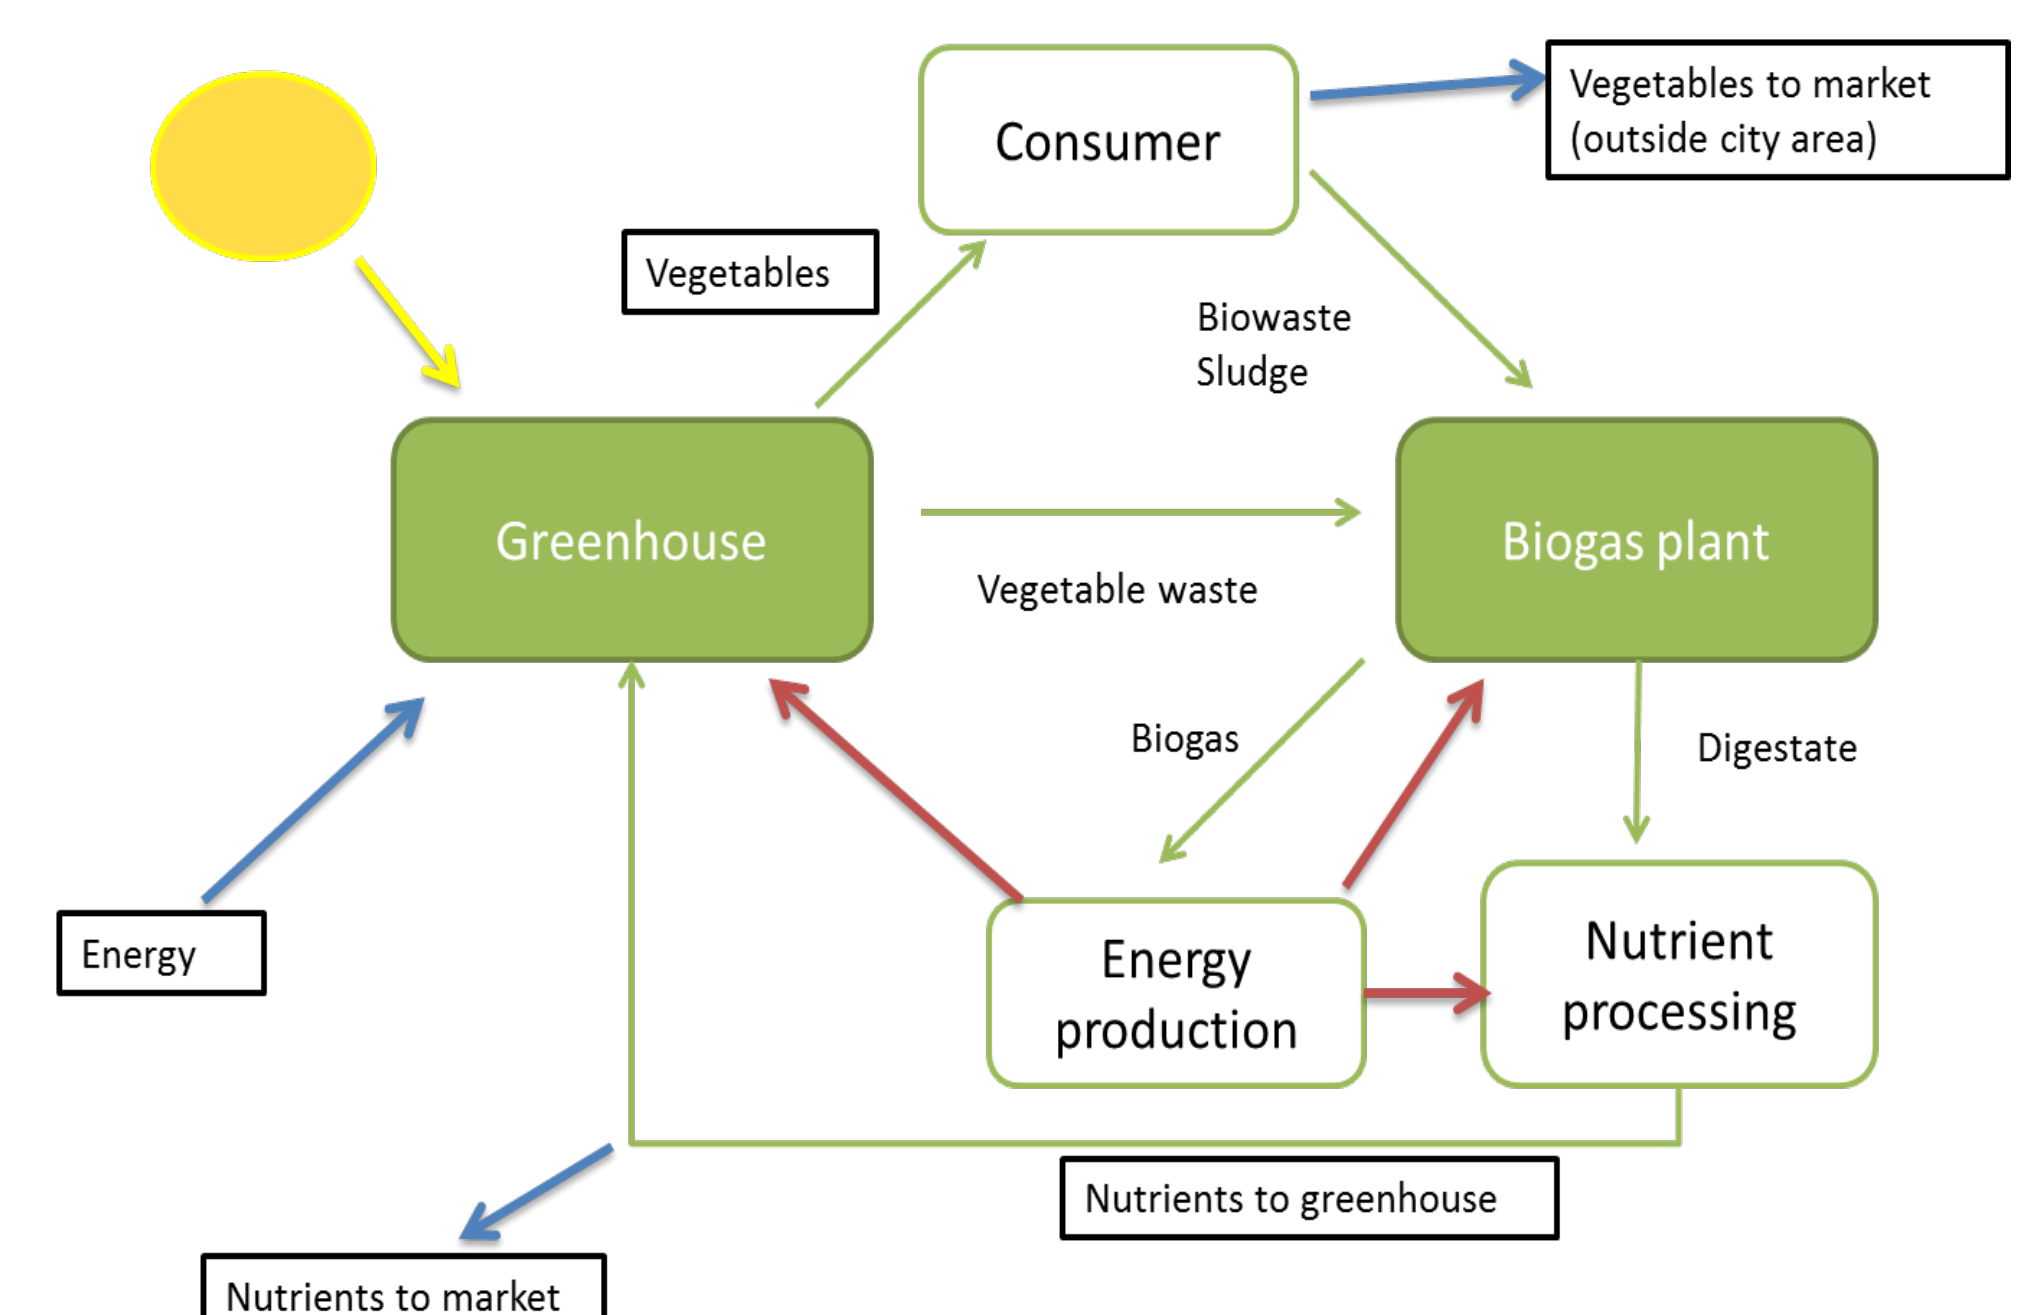 Consumer
Vegetables to market
(outside city area)
Vegetables
Biowaste
Sludge
Greenhouse
Biogas plant
Vegetable waste
Biogas
Digestate
Energy
Energy
production
Nutrient
processing
Nutrients to greenhouse
Nutrients to market